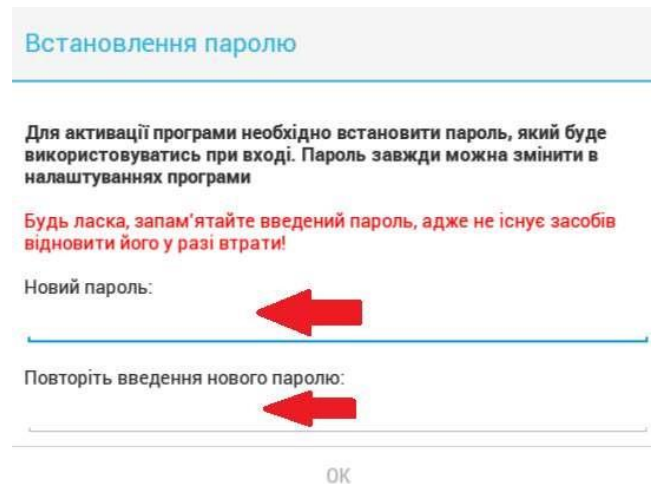 Встановлення паролю
Для активації програми необхідно встановити пароль, який буде
використовуватись при вході. Пароль завжди можна змінити в
налаштуваннях програми
Будь ласка, запам’ятайте введений пароль, адже не існує засобів
відновити його у разі втрати!
Новий пароль:
Повторіть введення нового паролю:
OK